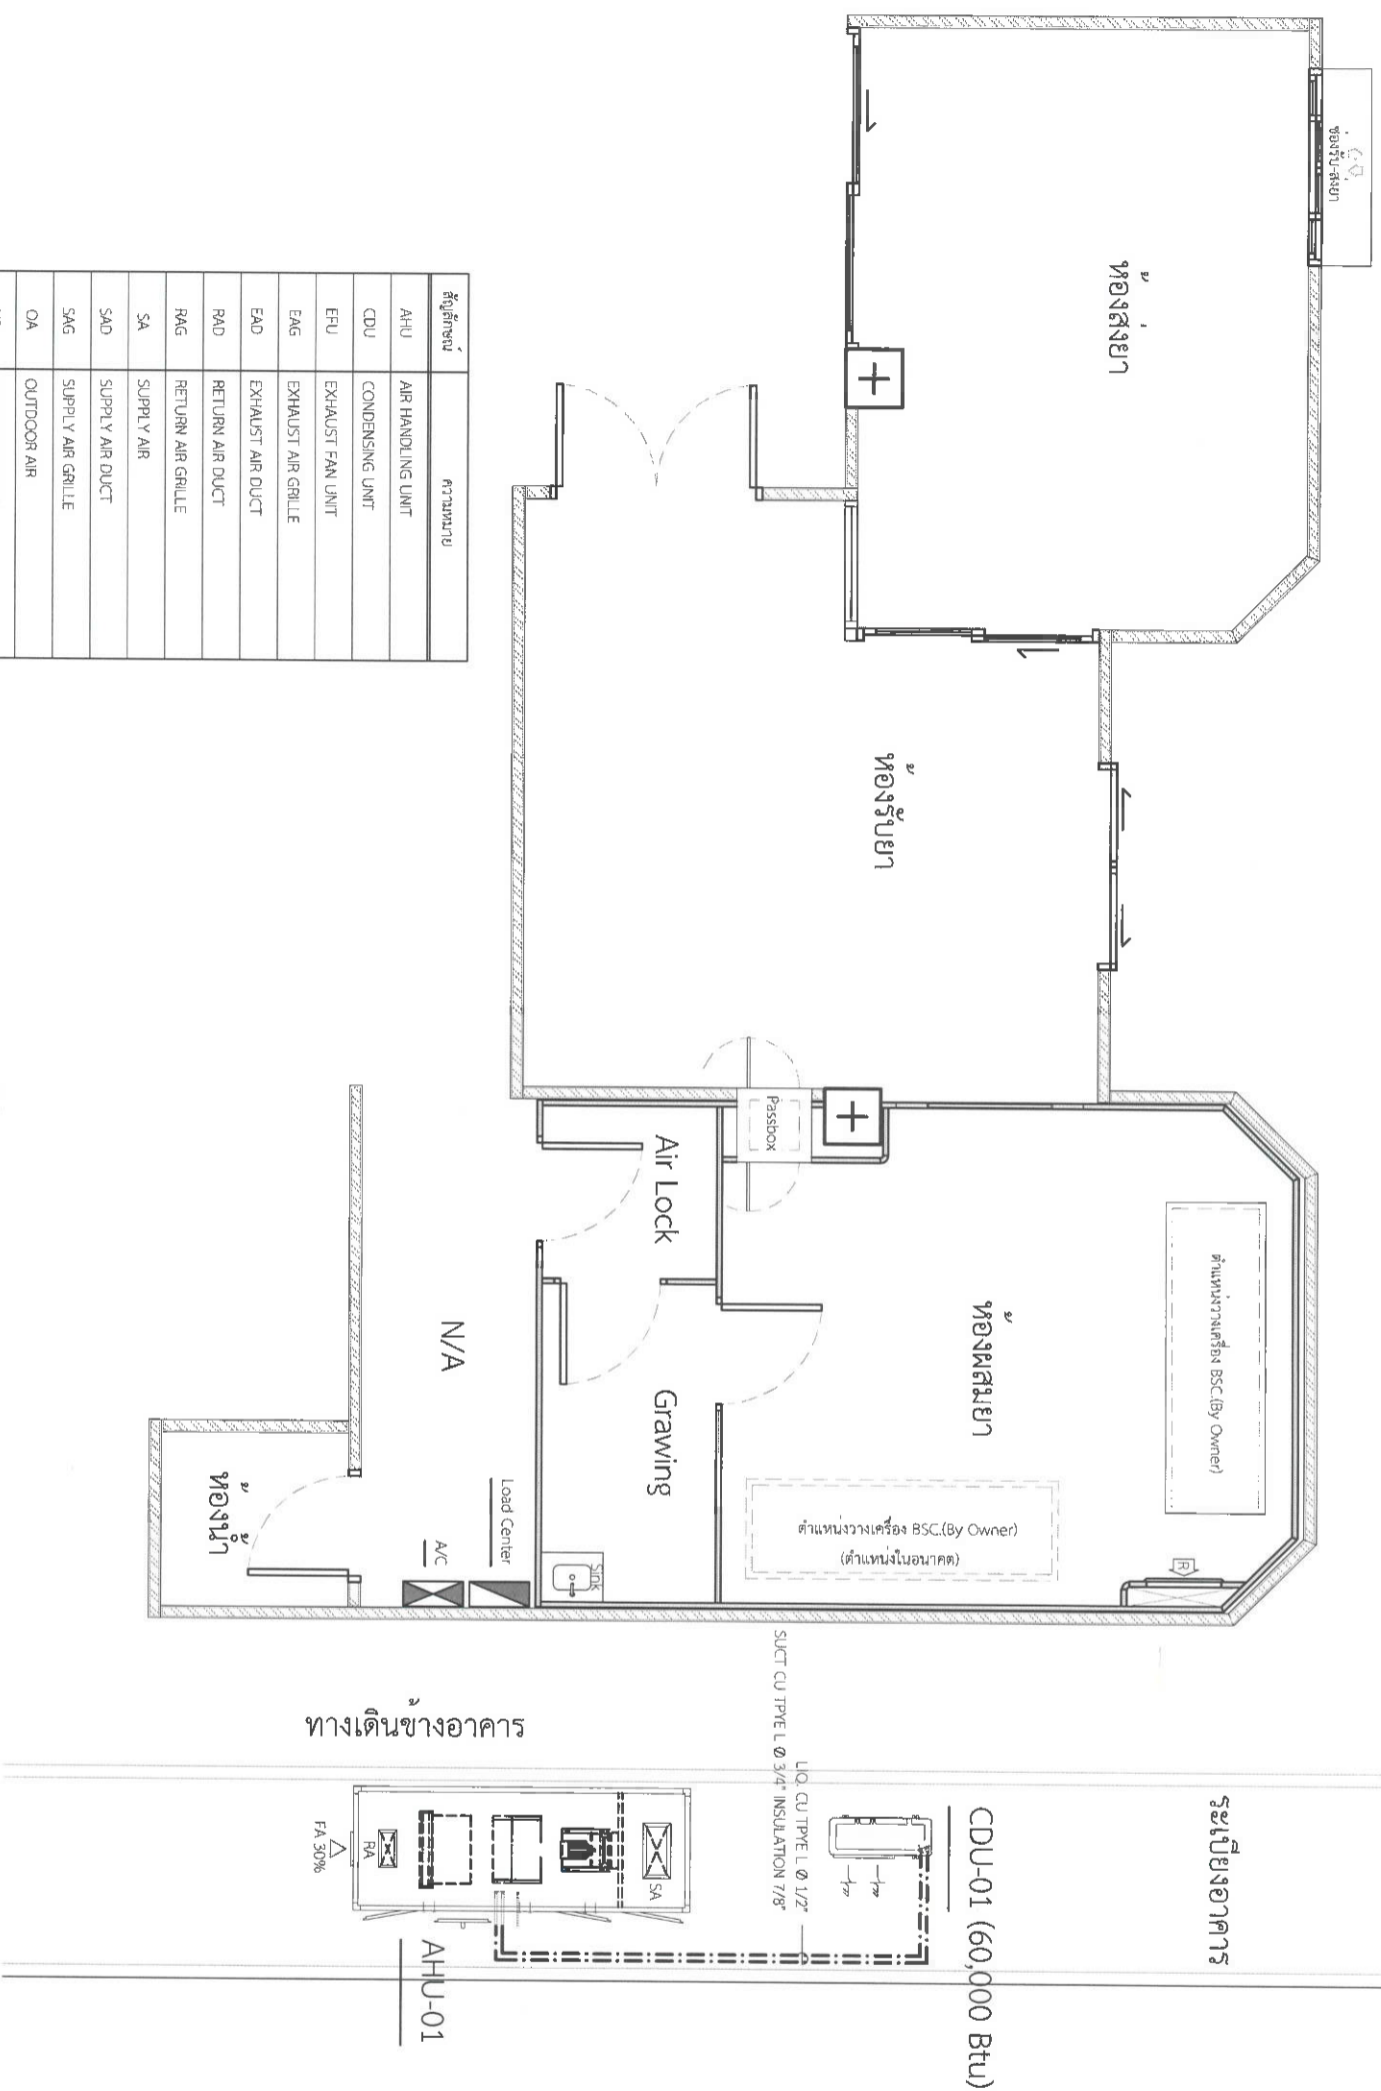 ช่องรับ-ส่งยา
ห้องส่งยา
ห้องรับยา
Passbox
Air Lock
ห้องผสมยา
ตำแหน่งวางเครื่อง BSC.(By Owner)
ตำแหน่งวางเครื่อง BSC.(By Owner)
(ตำแหน่งในอนาคต)
R
Grawing
Sink
N/A
Load Center
A/C
ห้องน้ำ
ระเบียงอาคาร
ทางเดินข้างอาคาร
CDU-01 (60,000 Btu)
LIQ. CU TPYE L Ø 1/2"
SUCT CU TPYE L Ø 3/4" INSULATION 7/8"
SA
RA
FA 30%
AHU-01
สัญลักษณ์ ความหมาย
AHU AIR HANDLING UNIT
CDU CONDENSING UNIT
EFU EXHAUST FAN UNIT
EAG EXHAUST AIR GRILLE
EAD EXHAUST AIR DUCT
RAD RETURN AIR DUCT
RAG RETURN AIR GRILLE
SA SUPPLY AIR
SAD SUPPLY AIR DUCT
SAG SUPPLY AIR GRILLE
OA OUTDOOR AIR